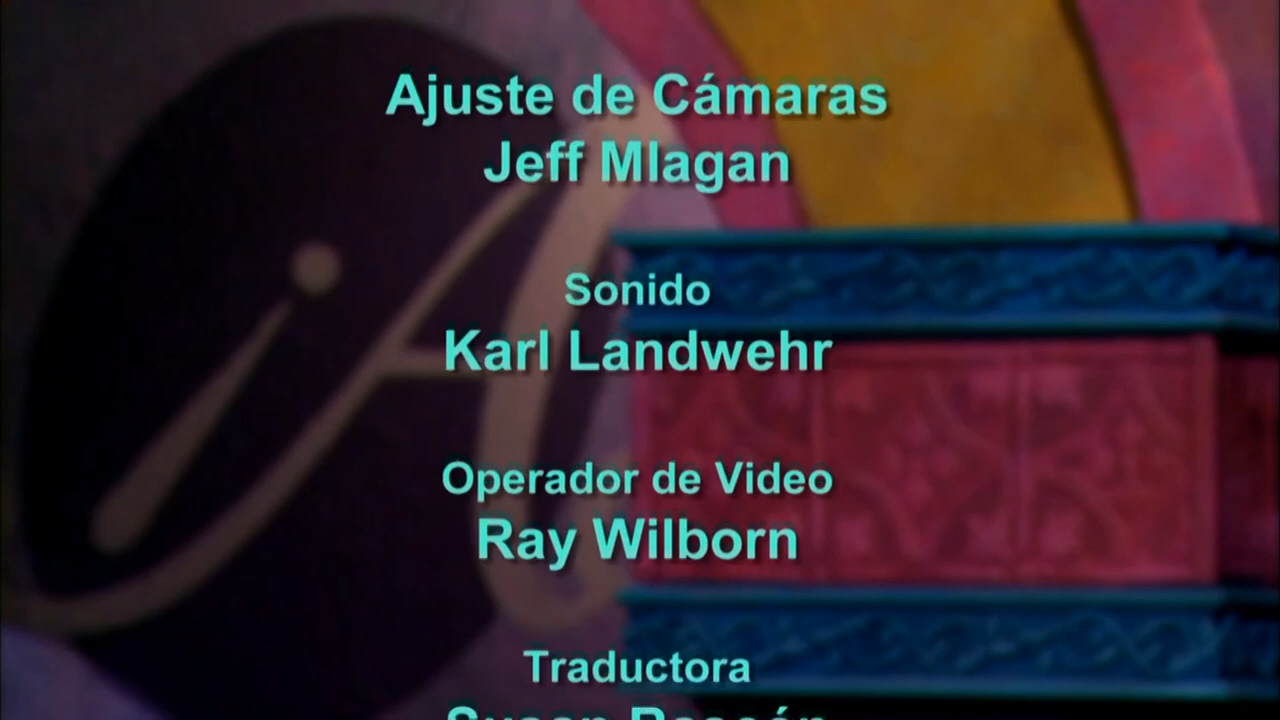 Ajuste de Cámaras
Jeff Mlagan
Sonido
Karl Landwehr
Operador de Video
Ray Wilborn
Traductora
A